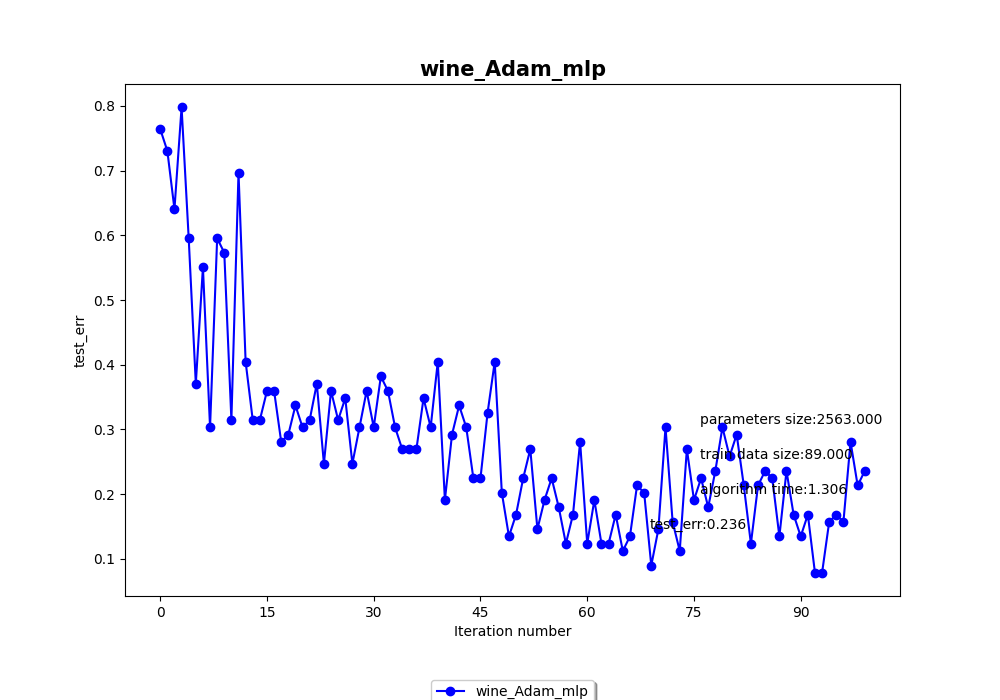 wine_Adam_mlp
0.8
0.7
0.6
0.5
0.4
0.3
0.2
0.1
test_err
parameters size:2563.000
train data size:89.000
algorithm time:1.306
test_err:0.236
0 15 30 45 60 75 90
Iteration number
wine_Adam_mlp